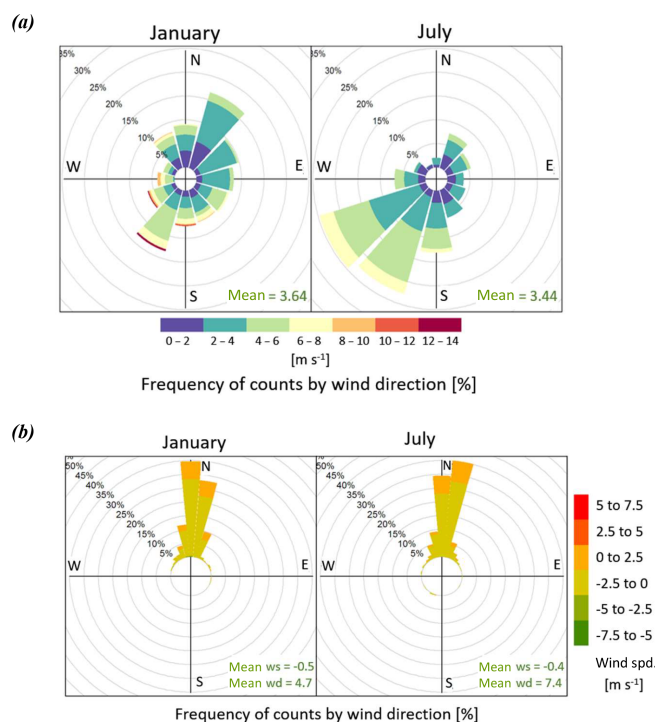 (a)
January
July
35%
30%
25%
20%
15%
10%
5%
N
W
E
S
Mean = 3.64
35%
30%
25%
20%
15%
10%
5%
N
W
E
S
Mean = 3.44
0 – 2
2 – 4
4 – 6
6 – 8
8 – 10
10 – 12
12 – 14
[m s⁻¹]
Frequency of counts by wind direction [%]
(b)
January
July
50%
45%
40%
35%
30%
25%
20%
15%
10%
5%
N
W
E
S
Mean ws = -0.5
Mean wd = 4.7
50%
45%
40%
35%
30%
25%
20%
15%
10%
5%
N
W
E
S
Mean ws = -0.4
Mean wd = 7.4
5 to 7.5
2.5 to 5
0 to 2.5
-2.5 to 0
-5 to -2.5
-7.5 to -5
Wind spd.
[m s⁻¹]
Frequency of counts by wind direction [%]